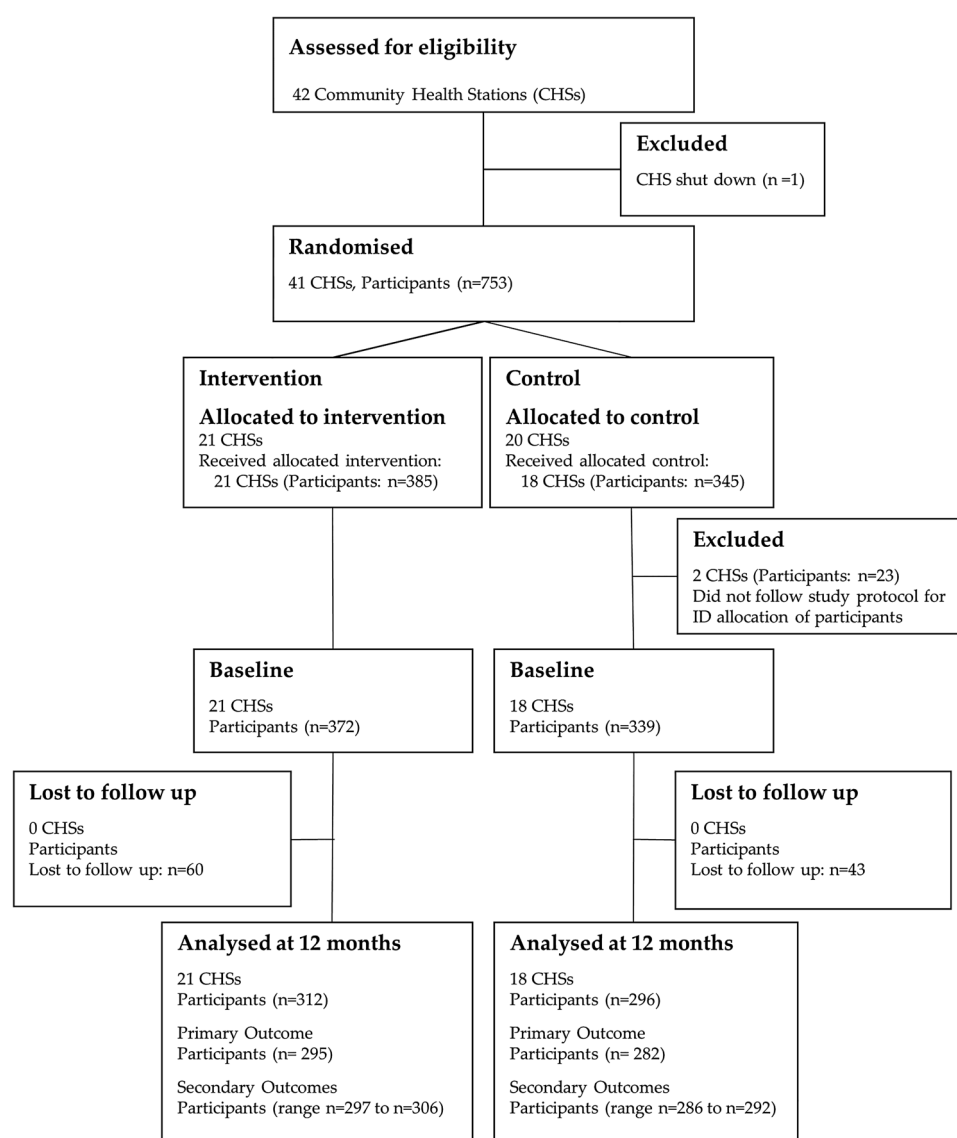 Assessed for eligibility
42 Community Health Stations (CHSs)
Excluded
CHS shut down (n =1)
Randomised
41 CHSs, Participants (n=753)
Intervention
Allocated to intervention
21 CHSs
Received allocated intervention:
21 CHSs (Participants: n=385)
Control
Allocated to control
20 CHSs
Received allocated control:
18 CHSs (Participants: n=345)
Excluded
2 CHSs (Participants: n=23)
Did not follow study protocol for
ID allocation of participants
Baseline
21 CHSs
Participants (n=372)
Baseline
18 CHSs
Participants (n=339)
Lost to follow up
0 CHSs
Participants
Lost to follow up: n=60
Lost to follow up
0 CHSs
Participants
Lost to follow up: n=43
Analysed at 12 months
21 CHSs
Participants (n=312)
Primary Outcome
Participants (n= 295)
Secondary Outcomes
Participants (range n=297 to n=306)
Analysed at 12 months
18 CHSs
Participants (n=296)
Primary Outcome
Participants (n= 282)
Secondary Outcomes
Participants (range n=286 to n=292)